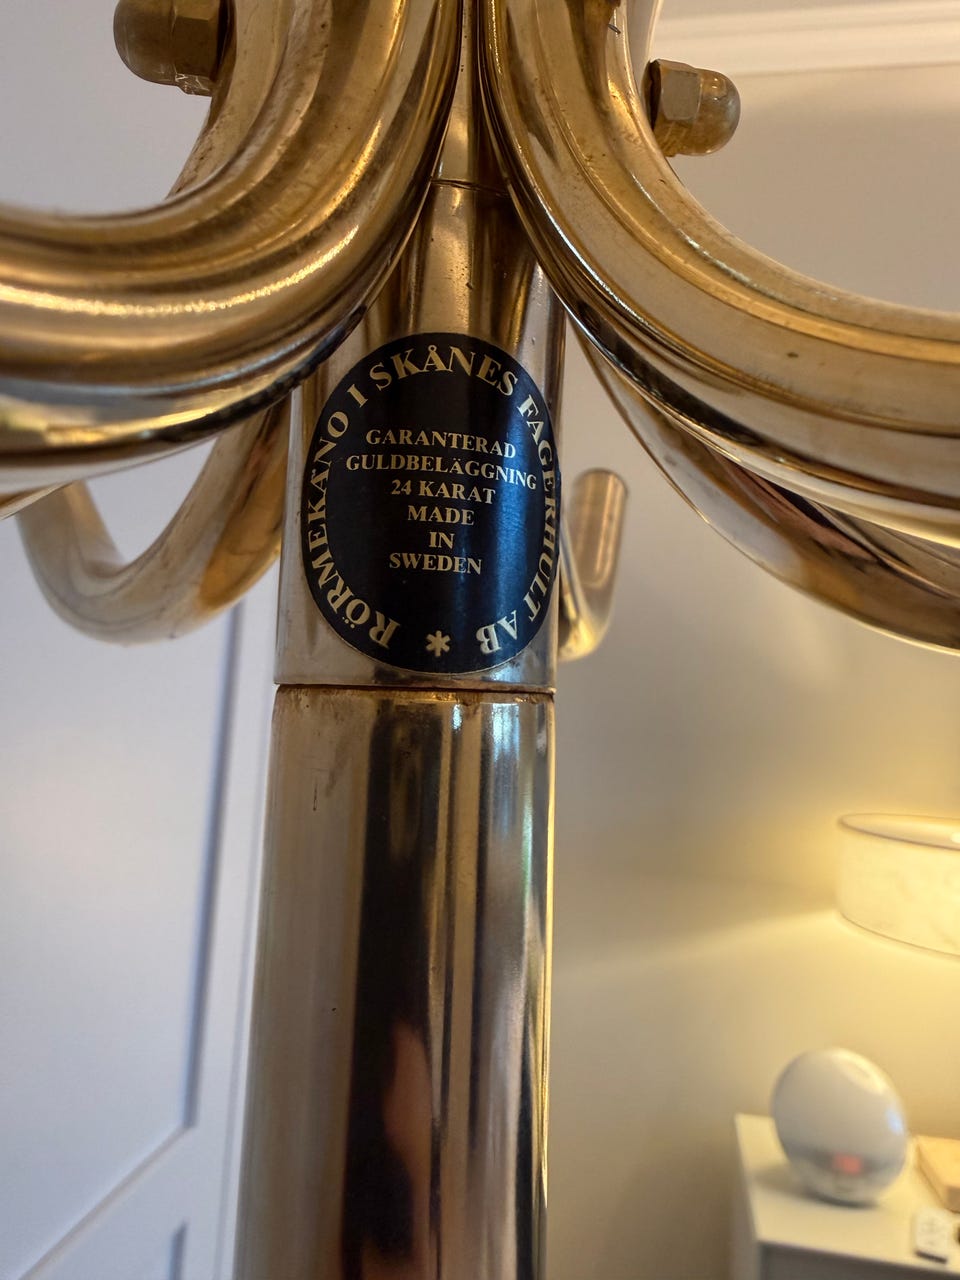 RÖRMEKANO I SKÅNES FAGERHULT AB
GARANTERAD
GULDBELÄGGNING
24 KARAT
MADE
IN
SWEDEN
*